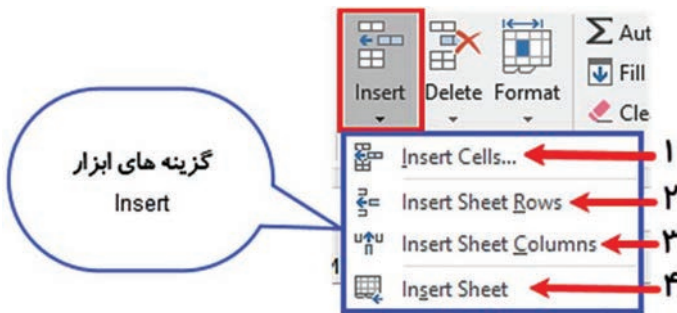 Insert
Delete
Format
Aut
Fill
Cle
گزینه های ابزار
Insert
Insert Cells...
۱
Insert Sheet Rows
۲
Insert Sheet Columns
۳
Insert Sheet
۴